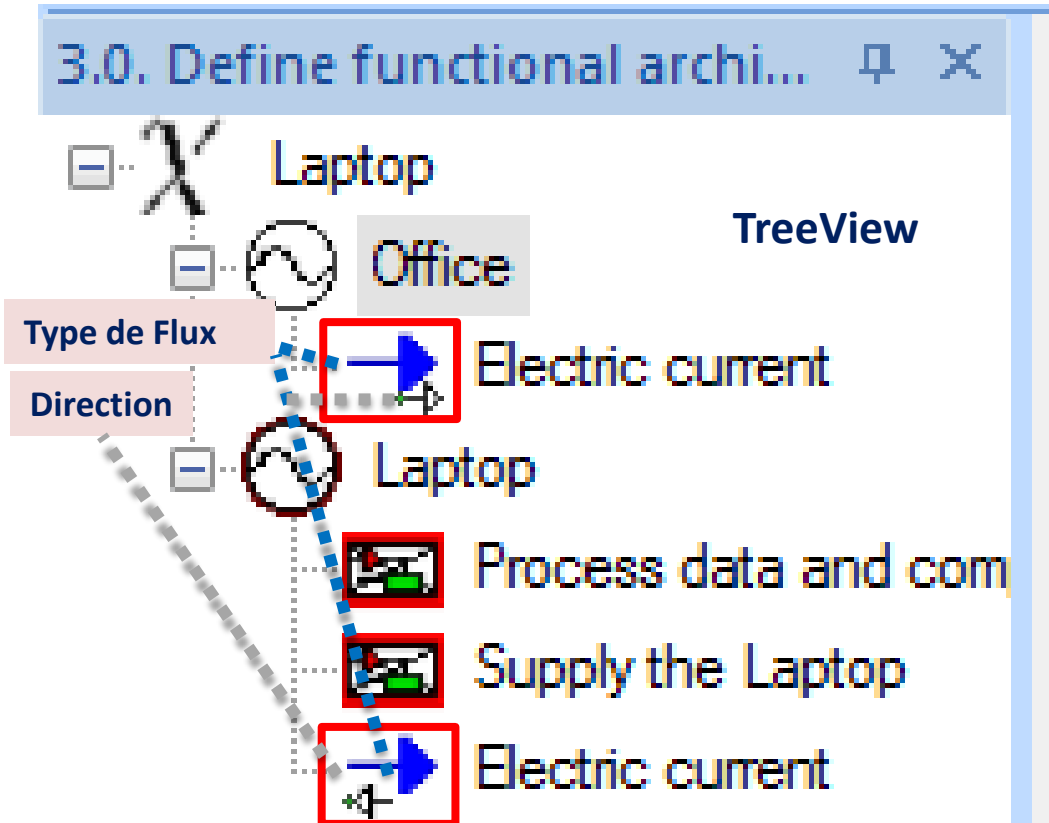 3.0. Define functional archi...
Laptop
TreeView
Office
Type de Flux
Electric current
Direction
Laptop
Process data and com
Supply the Laptop
Electric current